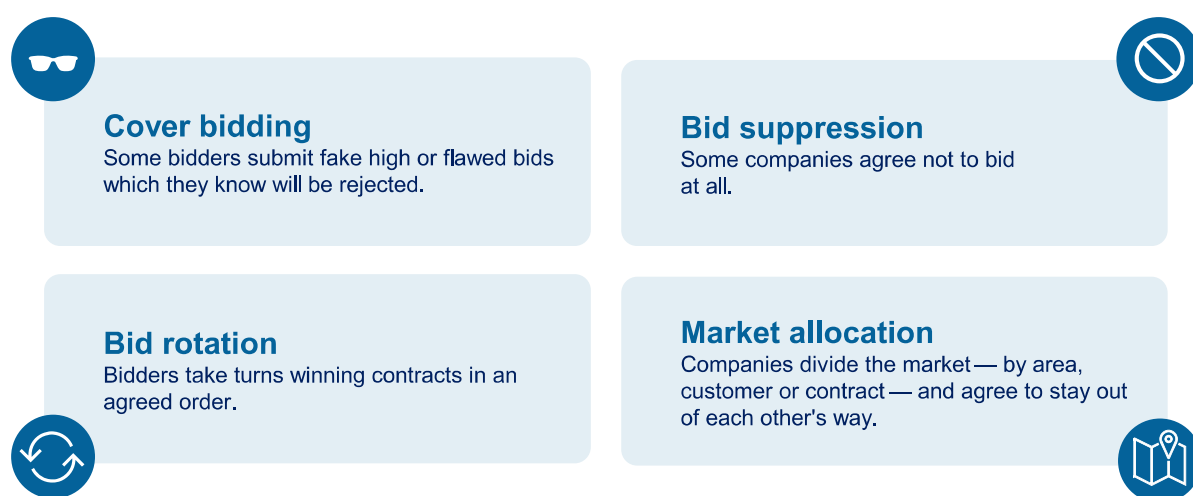 Cover bidding
Some bidders submit fake high or flawed bids
which they know will be rejected.
Bid suppression
Some companies agree not to bid
at all.
Bid rotation
Bidders take turns winning contracts in an
agreed order.
Market allocation
Companies divide the market — by area,
customer or contract — and agree to stay out
of each other's way.